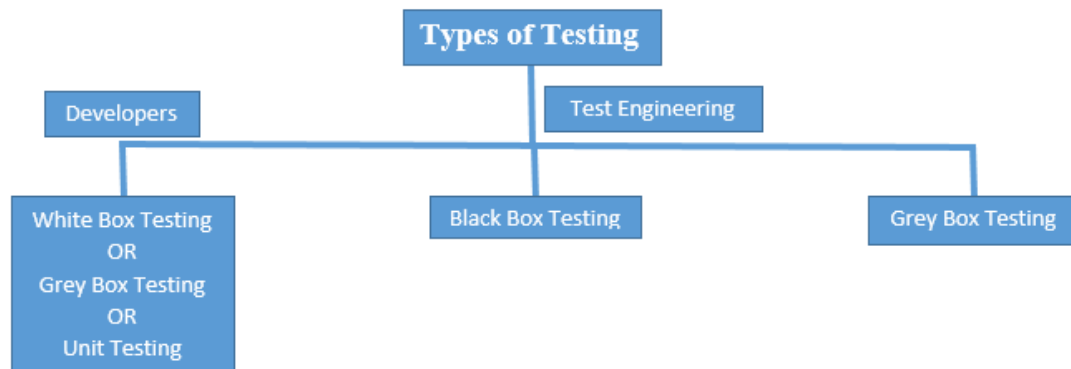 Types of Testing
Developers
Test Engineering
White Box Testing
OR
Grey Box Testing
OR
Unit Testing
Black Box Testing
Grey Box Testing